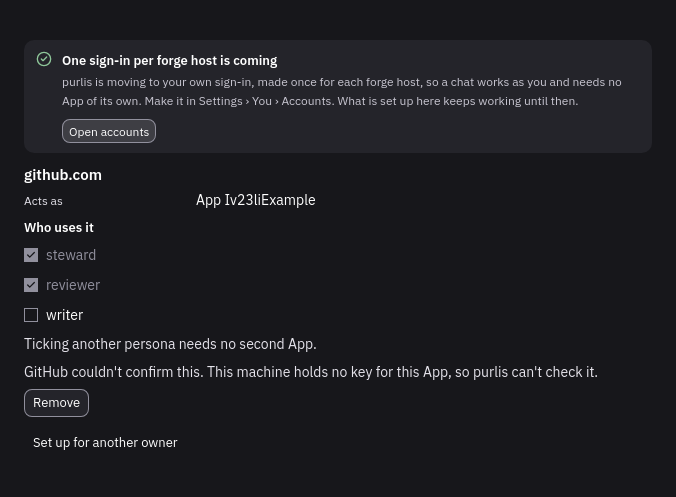 One sign-in per forge host is coming
purlis is moving to your own sign-in, made once for each forge host, so a chat works as you and needs no
App of its own. Make it in Settings › You › Accounts. What is set up here keeps working until then.
Open accounts
github.com
Acts as App Iv23liExample
Who uses it
steward
reviewer
writer
Ticking another persona needs no second App.
GitHub couldn't confirm this. This machine holds no key for this App, so purlis can't check it.
Remove
Set up for another owner